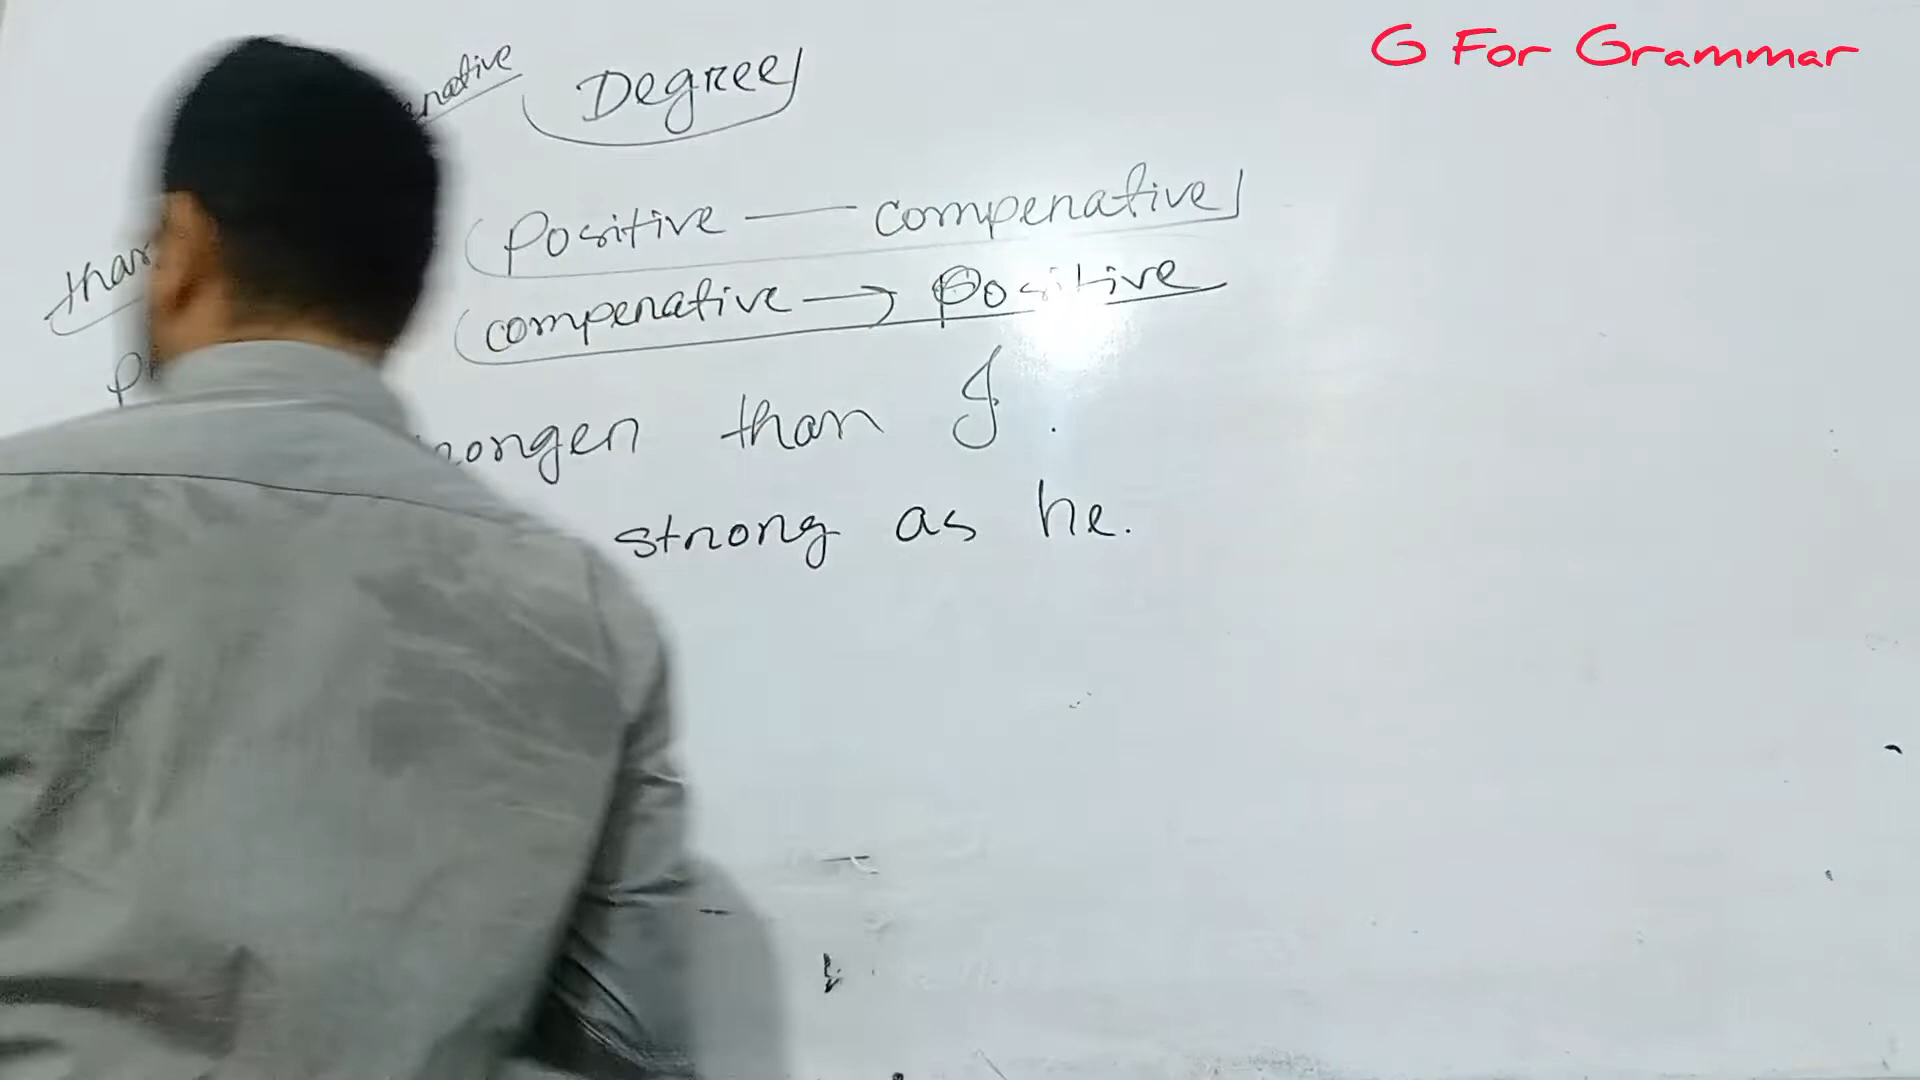 G For Grammar
Degree
Positive — compenative
compenative → Positive
than I.
strong as he.